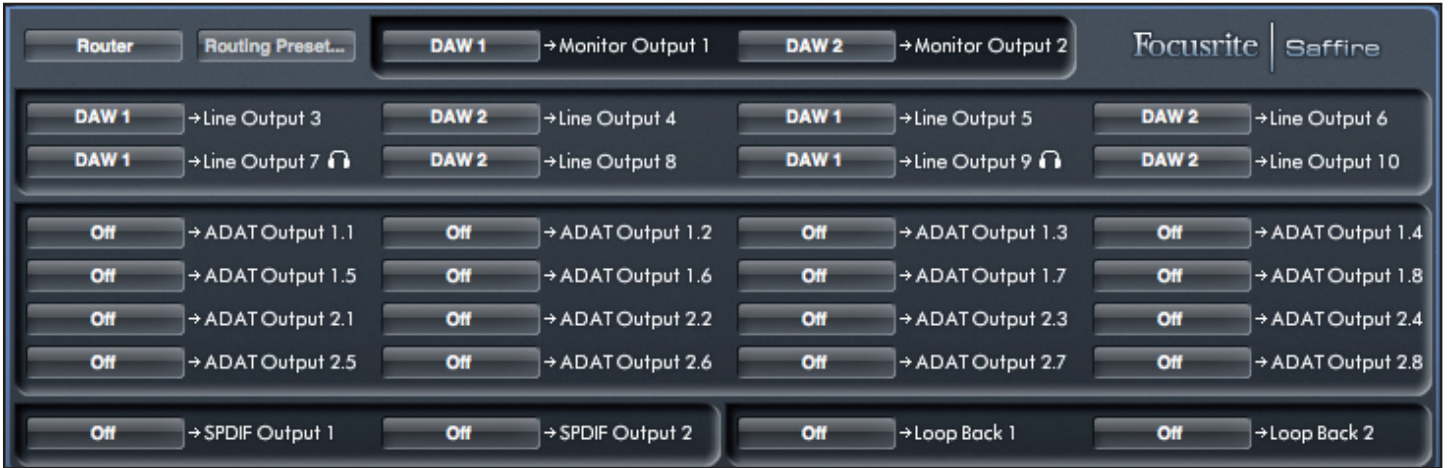 Router Routing Preset... DAW 1 →Monitor Output 1 DAW 2 →Monitor Output 2 Focusrite | Saffire
DAW 1 →Line Output 3 DAW 2 →Line Output 4 DAW 1 →Line Output 5 DAW 2 →Line Output 6
DAW 1 →Line Output 7 DAW 2 →Line Output 8 DAW 1 →Line Output 9 DAW 2 →Line Output 10
Off →ADAT Output 1.1 Off →ADAT Output 1.2 Off →ADAT Output 1.3 Off →ADAT Output 1.4
Off →ADAT Output 1.5 Off →ADAT Output 1.6 Off →ADAT Output 1.7 Off →ADAT Output 1.8
Off →ADAT Output 2.1 Off →ADAT Output 2.2 Off →ADAT Output 2.3 Off →ADAT Output 2.4
Off →ADAT Output 2.5 Off →ADAT Output 2.6 Off →ADAT Output 2.7 Off →ADAT Output 2.8
Off →SPDIF Output 1 Off →SPDIF Output 2 Off →Loop Back 1 Off →Loop Back 2